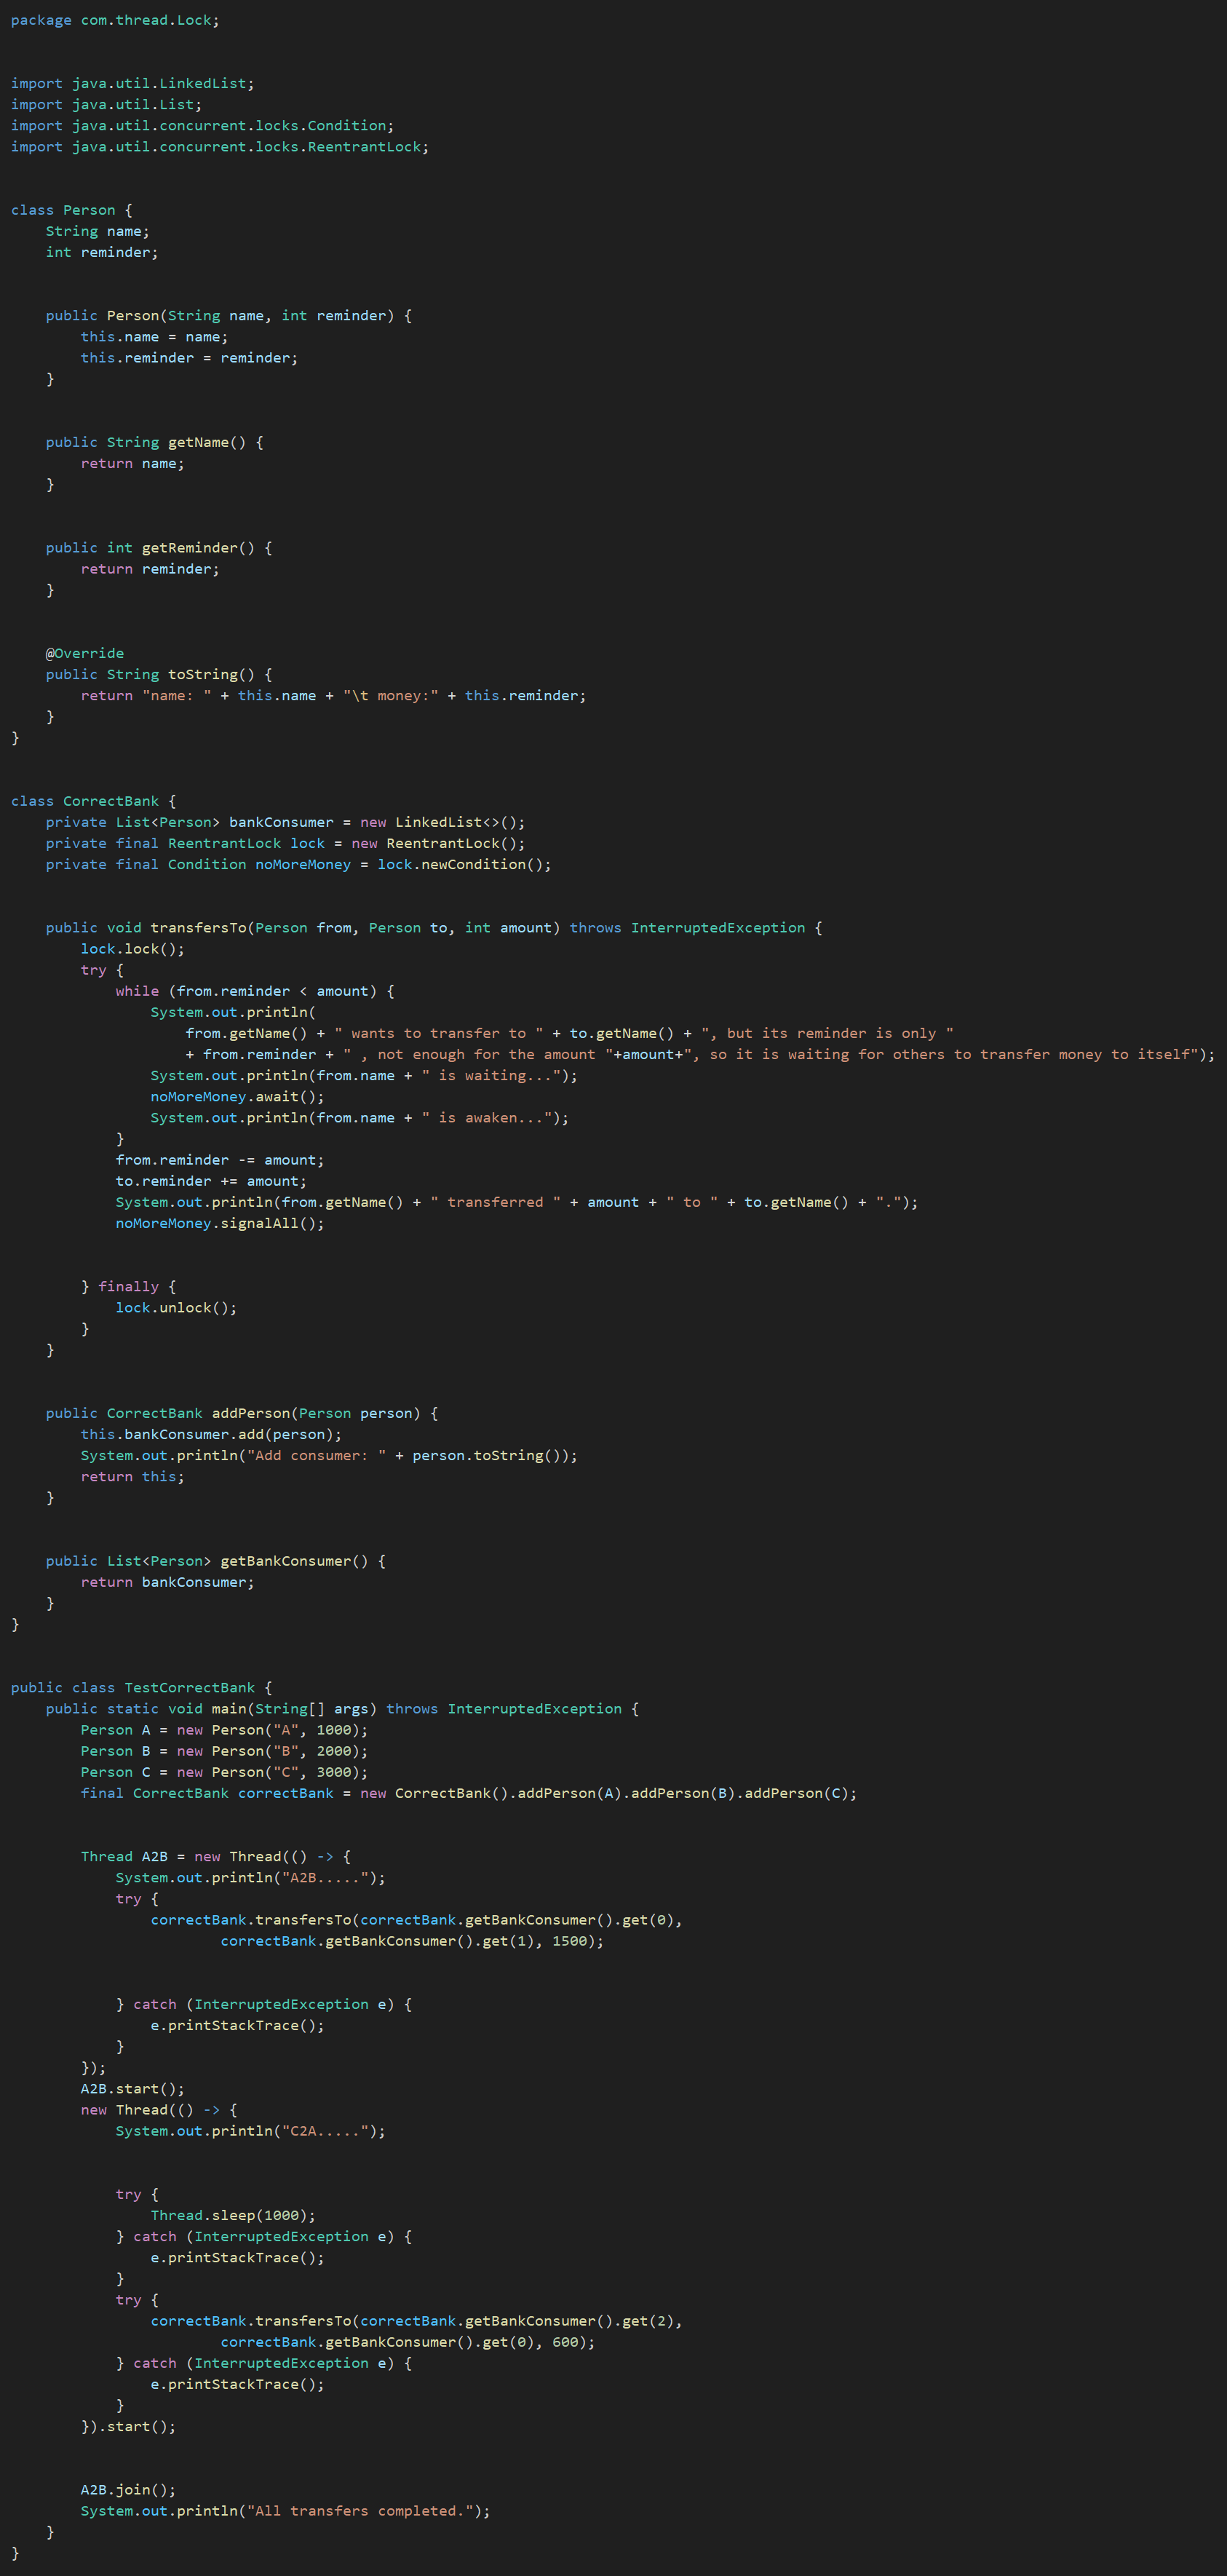 package com.thread.Lock;
import java.util.LinkedList;
import java.util.List;
import java.util.concurrent.locks.Condition;
import java.util.concurrent.locks.ReentrantLock;
class Person {
    String name;
    int reminder;
    public Person(String name, int reminder) {
        this.name = name;
        this.reminder = reminder;
    }
    public String getName() {
        return name;
    }
    public int getReminder() {
        return reminder;
    }
    @Override
    public String toString() {
        return "name: " + this.name + "\t money:" + this.reminder;
    }
}
class CorrectBank {
    private List<Person> bankConsumer = new LinkedList<>();
    private final ReentrantLock lock = new ReentrantLock();
    private final Condition noMoreMoney = lock.newCondition();
    public void transfersTo(Person from, Person to, int amount) throws InterruptedException {
        lock.lock();
        try {
            while (from.reminder < amount) {
                System.out.println(
                    from.getName() + " wants to transfer to " + to.getName() + ", but its reminder is only "
                    + from.reminder + " , not enough for the amount "+amount+", so it is waiting for others to transfer money to itself");
                System.out.println(from.name + " is waiting...");
                noMoreMoney.await();
                System.out.println(from.name + " is awaken...");
            }
            from.reminder -= amount;
            to.reminder += amount;
            System.out.println(from.getName() + " transferred " + amount + " to " + to.getName() + ".");
            noMoreMoney.signalAll();
        } finally {
            lock.unlock();
        }
    }
    public CorrectBank addPerson(Person person) {
        this.bankConsumer.add(person);
        System.out.println("Add consumer: " + person.toString());
        return this;
    }
    public List<Person> getBankConsumer() {
        return bankConsumer;
    }
}
public class TestCorrectBank {
    public static void main(String[] args) throws InterruptedException {
        Person A = new Person("A", 1000);
        Person B = new Person("B", 2000);
        Person C = new Person("C", 3000);
        final CorrectBank correctBank = new CorrectBank().addPerson(A).addPerson(B).addPerson(C);
        Thread A2B = new Thread(() -> {
            System.out.println("A2B.....");
            try {
                correctBank.transfersTo(correctBank.getBankConsumer().get(0),
                        correctBank.getBankConsumer().get(1), 1500);
            } catch (InterruptedException e) {
                e.printStackTrace();
            }
        });
        A2B.start();
        new Thread(() -> {
            System.out.println("C2A.....");
            try {
                Thread.sleep(1000);
            } catch (InterruptedException e) {
                e.printStackTrace();
            }
            try {
                correctBank.transfersTo(correctBank.getBankConsumer().get(2),
                        correctBank.getBankConsumer().get(0), 600);
            } catch (InterruptedException e) {
                e.printStackTrace();
            }
        }).start();
        A2B.join();
        System.out.println("All transfers completed.");
    }
}